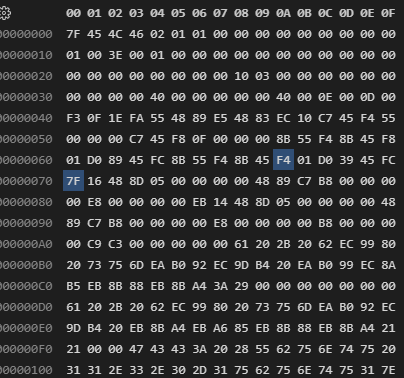 00 01 02 03 04 05 06 07 08 09 0A 0B 0C 0D 0E 0F
00000000 7F 45 4C 46 02 01 01 00 00 00 00 00 00 00 00 00
00000010 01 00 3E 00 01 00 00 00 00 00 00 00 00 00 00 00
00000020 00 00 00 00 00 00 00 00 10 03 00 00 00 00 00 00
00000030 00 00 00 00 40 00 00 00 00 00 40 00 0E 00 0D 00
00000040 F3 0F 1E FA 55 48 89 E5 48 83 EC 10 C7 45 F4 55
00000050 00 00 00 C7 45 F8 0F 00 00 00 8B 55 F4 8B 45 F8
00000060 01 D0 89 45 FC 8B 55 F4 8B 45 F4 01 D0 39 45 FC
00000070 7F 16 48 8D 05 00 00 00 00 48 89 C7 B8 00 00 00
00000080 00 E8 00 00 00 00 EB 14 48 8D 05 00 00 00 00 48
00000090 89 C7 B8 00 00 00 00 E8 00 00 00 00 B8 00 00 00
000000A0 00 C9 C3 00 00 00 00 00 61 20 2B 20 62 EC 99 80
000000B0 20 73 75 6D EA B0 92 EC 9D B4 20 EA B0 99 EC 8A
000000C0 B5 EB 8B 88 EB 8B A4 3A 29 00 00 00 00 00 00 00
000000D0 61 20 2B 20 62 EC 99 80 20 73 75 6D EA B0 92 EC
000000E0 9D B4 20 EB 8B A4 EB A6 85 EB 8B 88 EB 8B A4 21
000000F0 21 00 00 47 43 43 3A 20 28 55 62 75 6E 74 75 20
00000100 31 31 2E 33 2E 30 2D 31 75 62 75 6E 74 75 31 7E